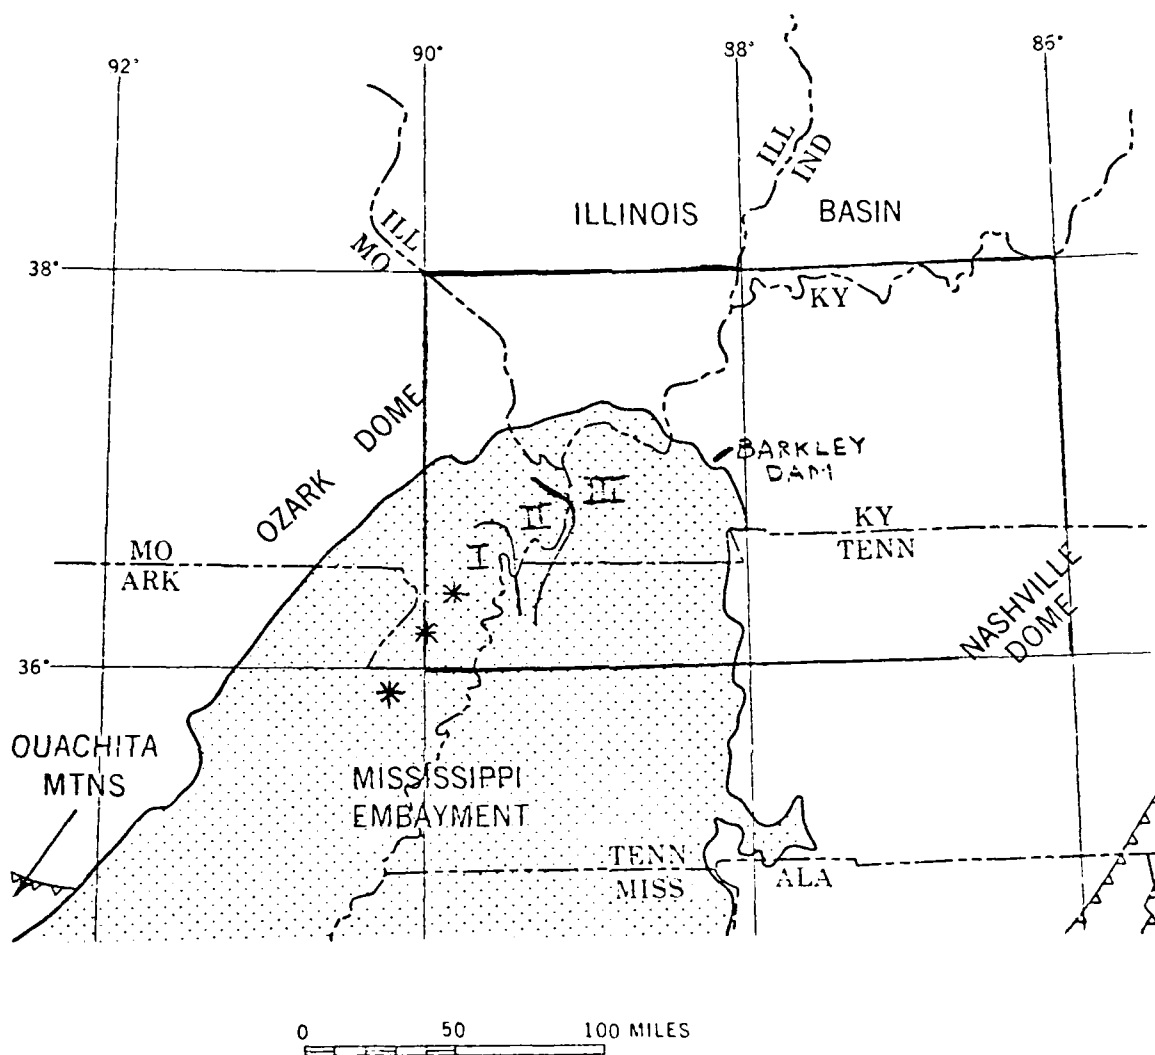 92°
90°
88°
86°
ILL
IND
ILLINOIS BASIN
ILL
MO
38°
KY
OZARK DOME
BARKLEY
DAM
III
II
I
KY
TENN
MO
ARK
NASHVILLE
DOME
36°
OUACHITA
MTNS
MISSISSIPPI
EMBAYMENT
TENN
MISS
ALA
0 50 100 MILES